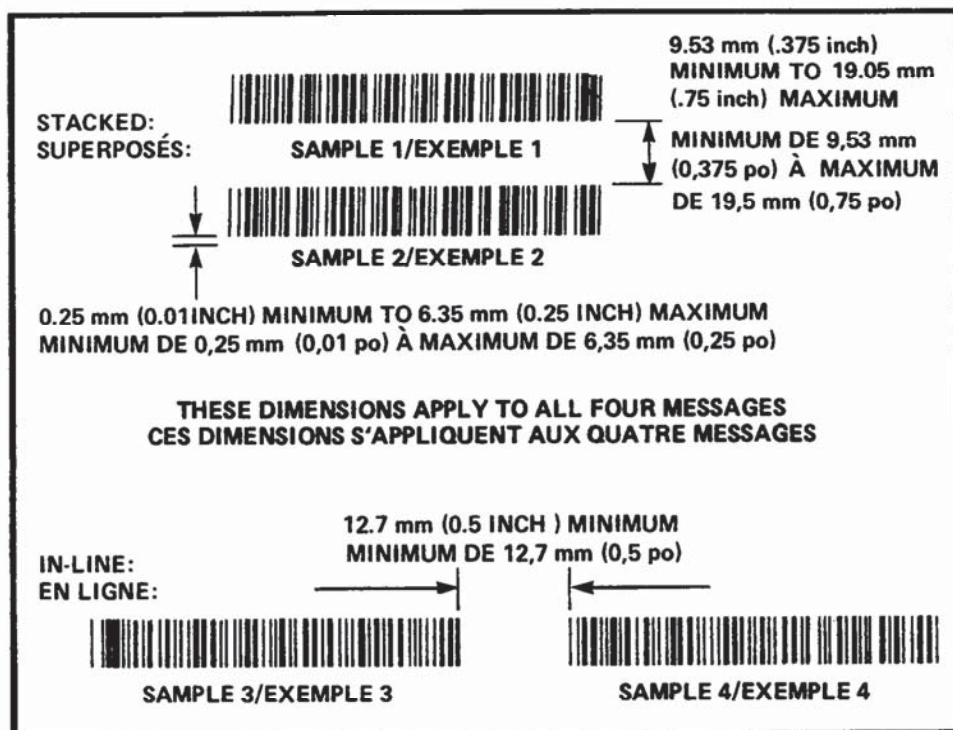 9.53 mm (.375 inch)
MINIMUM TO 19.05 mm
(.75 inch) MAXIMUM
STACKED:
SUPERPOSÉS:
SAMPLE 1/EXEMPLE 1
MINIMUM DE 9,53 mm
(0,375 po) À MAXIMUM
DE 19,5 mm (0,75 po)
SAMPLE 2/EXEMPLE 2
0.25 mm (0.01INCH) MINIMUM TO 6.35 mm (0.25 INCH) MAXIMUM
MINIMUM DE 0,25 mm (0,01 po) À MAXIMUM DE 6,35 mm (0,25 po)
THESE DIMENSIONS APPLY TO ALL FOUR MESSAGES
CES DIMENSIONS S'APPLIQUENT AUX QUATRE MESSAGES
12.7 mm (0.5 INCH ) MINIMUM
MINIMUM DE 12,7 mm (0,5 po)
IN-LINE:
EN LIGNE:
SAMPLE 3/EXEMPLE 3
SAMPLE 4/EXEMPLE 4